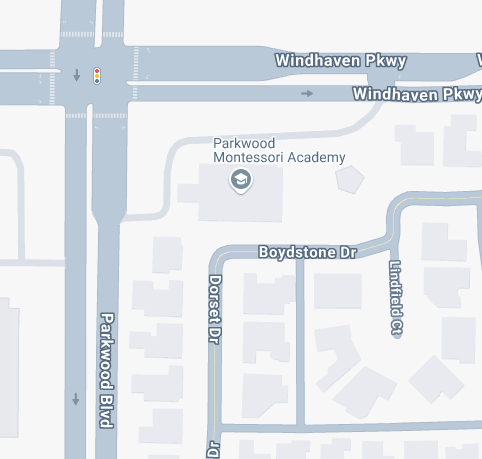 Windhaven Pkwy
Windhaven Pkwy
Parkwood
Montessori Academy
Boydstone Dr
Lindfield Ct
Dorset Dr
Parkwood Blvd
Dr